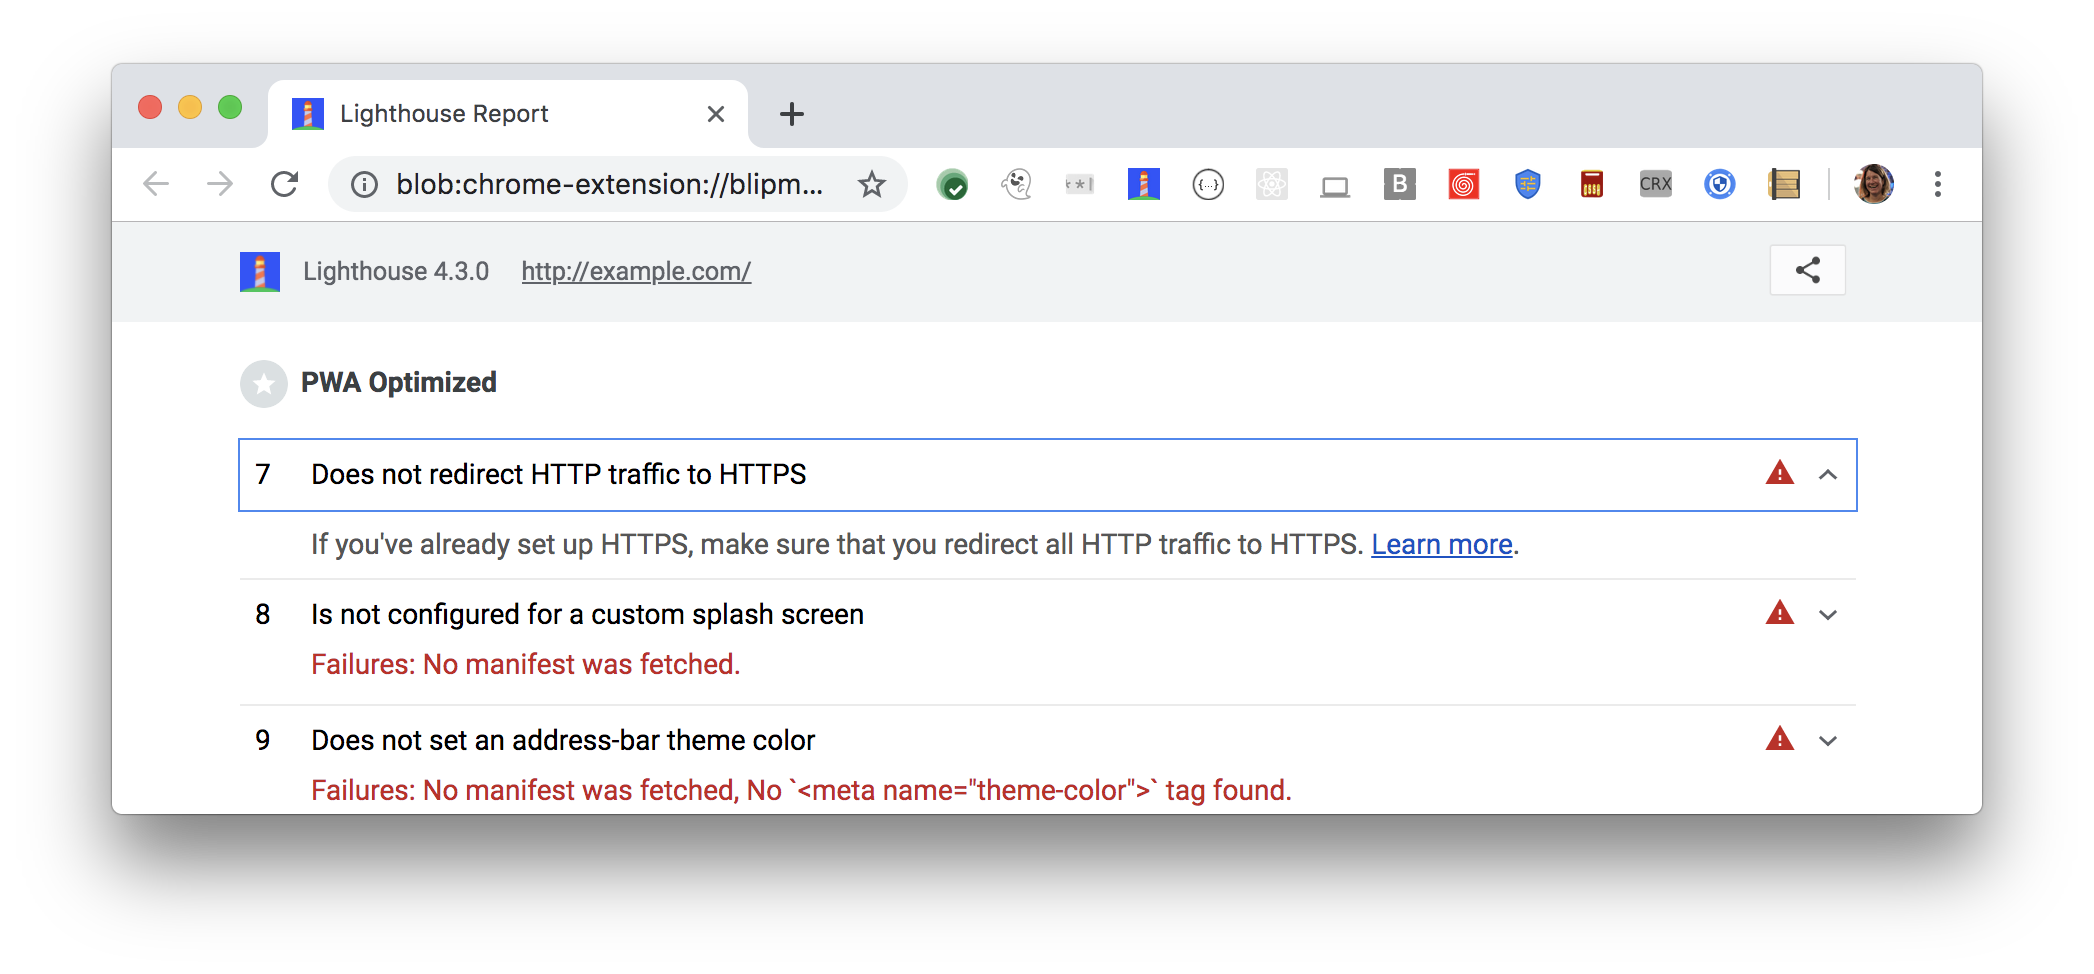 Lighthouse Report
blob:chrome-extension://blipm...
**!
{...}
B
CRX
Lighthouse 4.3.0 http://example.com/
PWA Optimized
7 Does not redirect HTTP traffic to HTTPS
If you've already set up HTTPS, make sure that you redirect all HTTP traffic to HTTPS. Learn more.
8 Is not configured for a custom splash screen
Failures: No manifest was fetched.
9 Does not set an address-bar theme color
Failures: No manifest was fetched, No `<meta name="theme-color">` tag found.